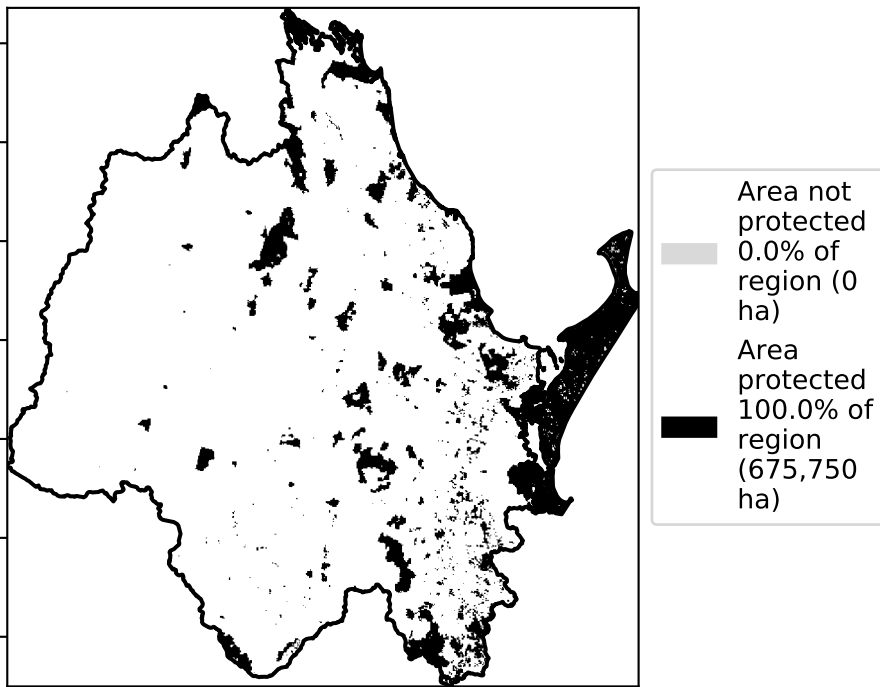 Area not
protected
0.0% of
region (0
ha)
Area
protected
100.0% of
region
(675,750
ha)